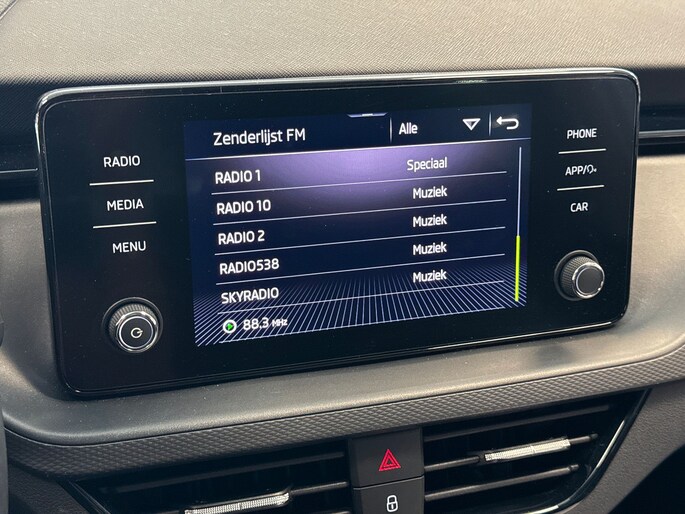 Zenderlijst FM Alle
RADIO 1 Speciaal
RADIO 10 Muziek
RADIO 2 Muziek
RADIO538 Muziek
SKYRADIO Muziek
88.3 MHz
RADIO
MEDIA
MENU
PHONE
APP/
CAR